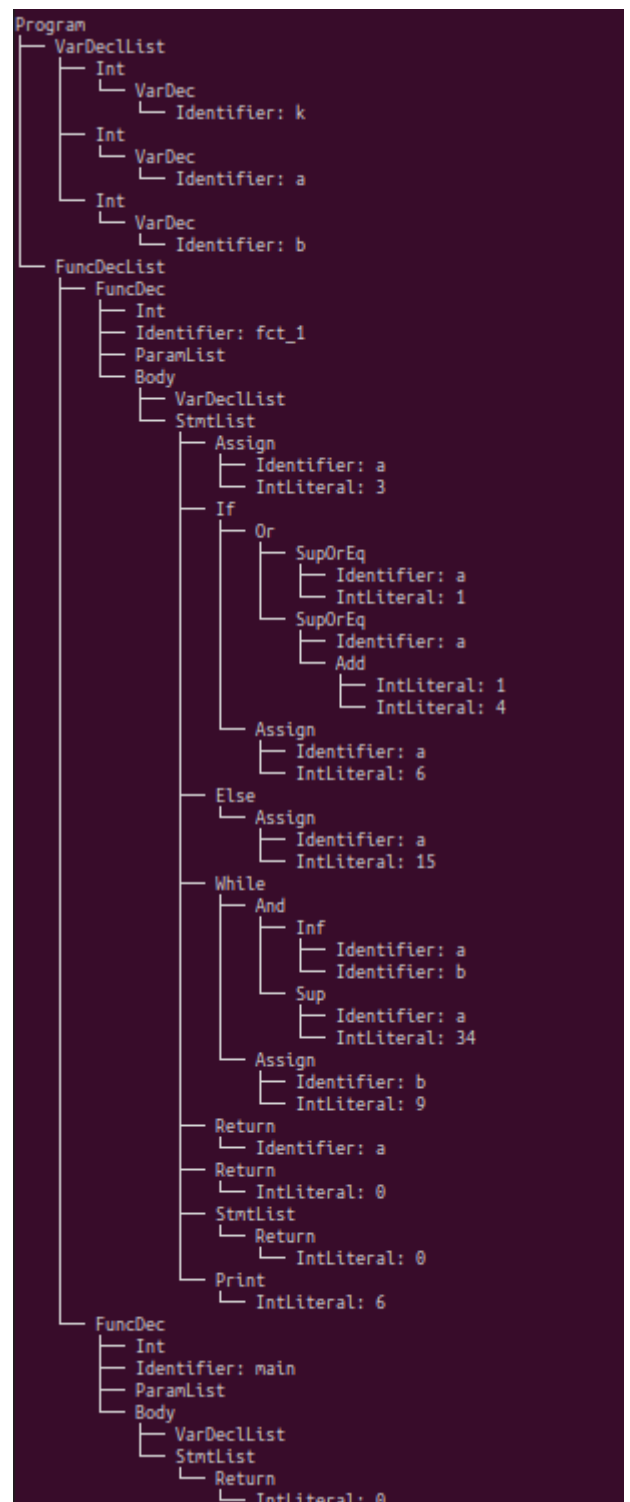 Program
VarDeclList
Int
VarDec
Identifier: k
Int
VarDec
Identifier: a
Int
VarDec
Identifier: b
FuncDecList
FuncDec
Int
Identifier: fct_1
ParamList
Body
VarDeclList
StmtList
Assign
Identifier: a
IntLiteral: 3
If
Or
SupOrEq
Identifier: a
IntLiteral: 1
SupOrEq
Identifier: a
Add
IntLiteral: 1
IntLiteral: 4
Assign
Identifier: a
IntLiteral: 6
Else
Assign
Identifier: a
IntLiteral: 15
While
And
Inf
Identifier: a
Identifier: b
Sup
Identifier: a
IntLiteral: 34
Assign
Identifier: b
IntLiteral: 9
Return
Identifier: a
Return
IntLiteral: 0
StmtList
Return
IntLiteral: 0
Print
IntLiteral: 6
FuncDec
Int
Identifier: main
ParamList
Body
VarDeclList
StmtList
Return
IntLiteral: 0